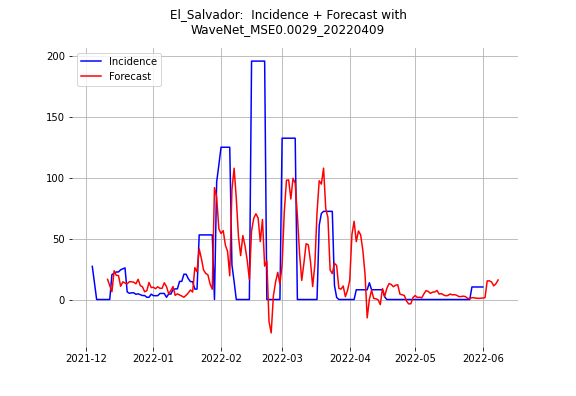 El_Salvador:  Incidence + Forecast with
WaveNet_MSE0.0029_20220409
Incidence
Forecast
200
150
100
50
0
2021-12 2022-01 2022-02 2022-03 2022-04 2022-05 2022-06